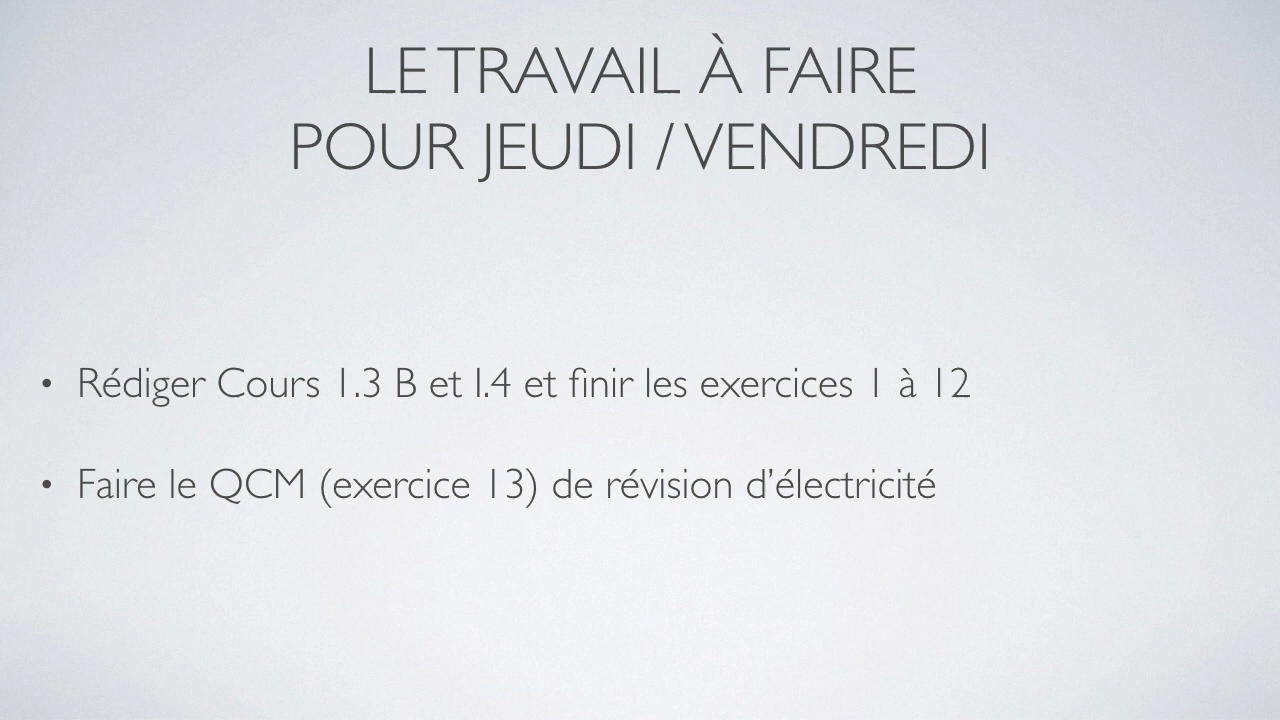 LE TRAVAIL À FAIRE
POUR JEUDI / VENDREDI
• Rédiger Cours 1.3 B et I.4 et finir les exercices 1 à 12
• Faire le QCM (exercice 13) de révision d’électricité